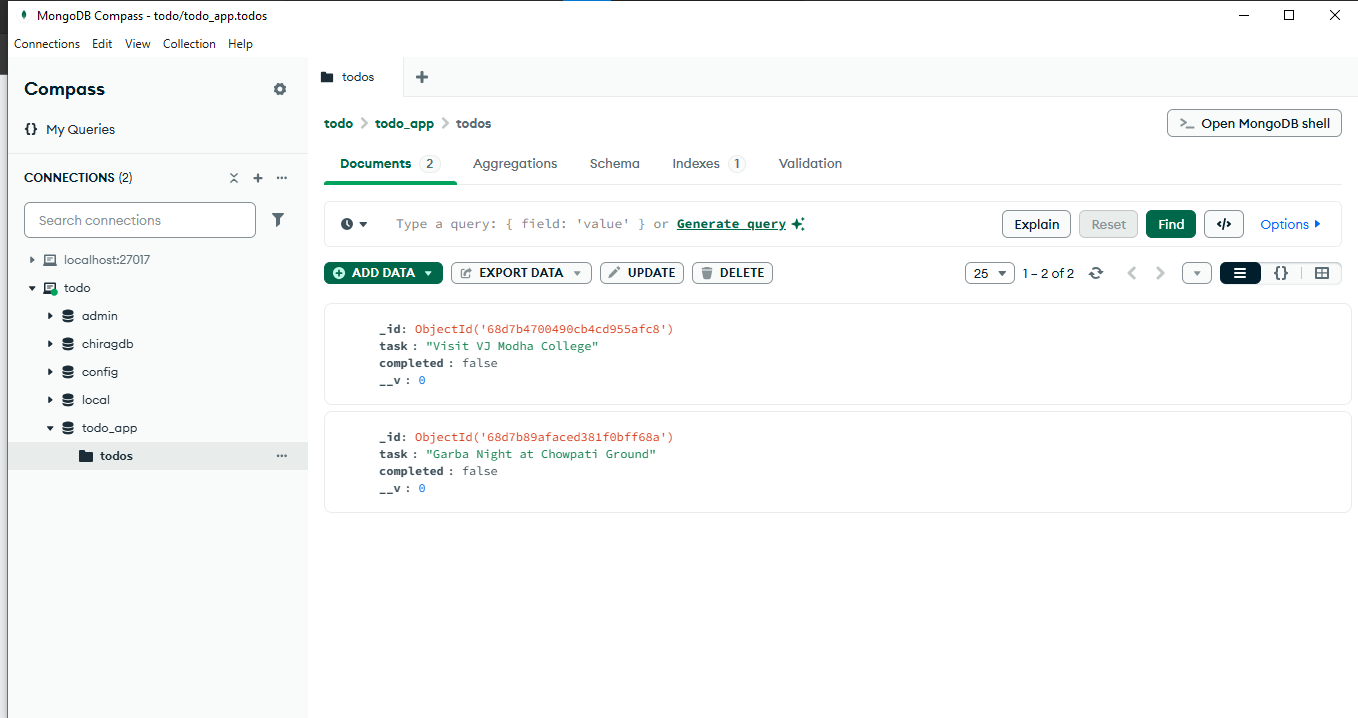 MongoDB Compass - todo/todo_app.todos
Connections Edit View Collection Help
Compass
{} My Queries
CONNECTIONS (2)
Search connections
localhost:27017
todo
admin
chiragdb
config
local
todo_app
todos
todos
todo > todo_app > todos
>_ Open MongoDB shell
Documents 2 Aggregations Schema Indexes 1 Validation
Type a query: { field: 'value' } or Generate query
Explain Reset Find </> Options
ADD DATA EXPORT DATA UPDATE DELETE
25 1 – 2 of 2 {}
_id: ObjectId('68d7b4700490cb4cd955afc8')
task : "Visit VJ Modha College"
completed : false
__v : 0
_id: ObjectId('68d7b89afaced381f0bff68a')
task : "Garba Night at Chowpati Ground"
completed : false
__v : 0